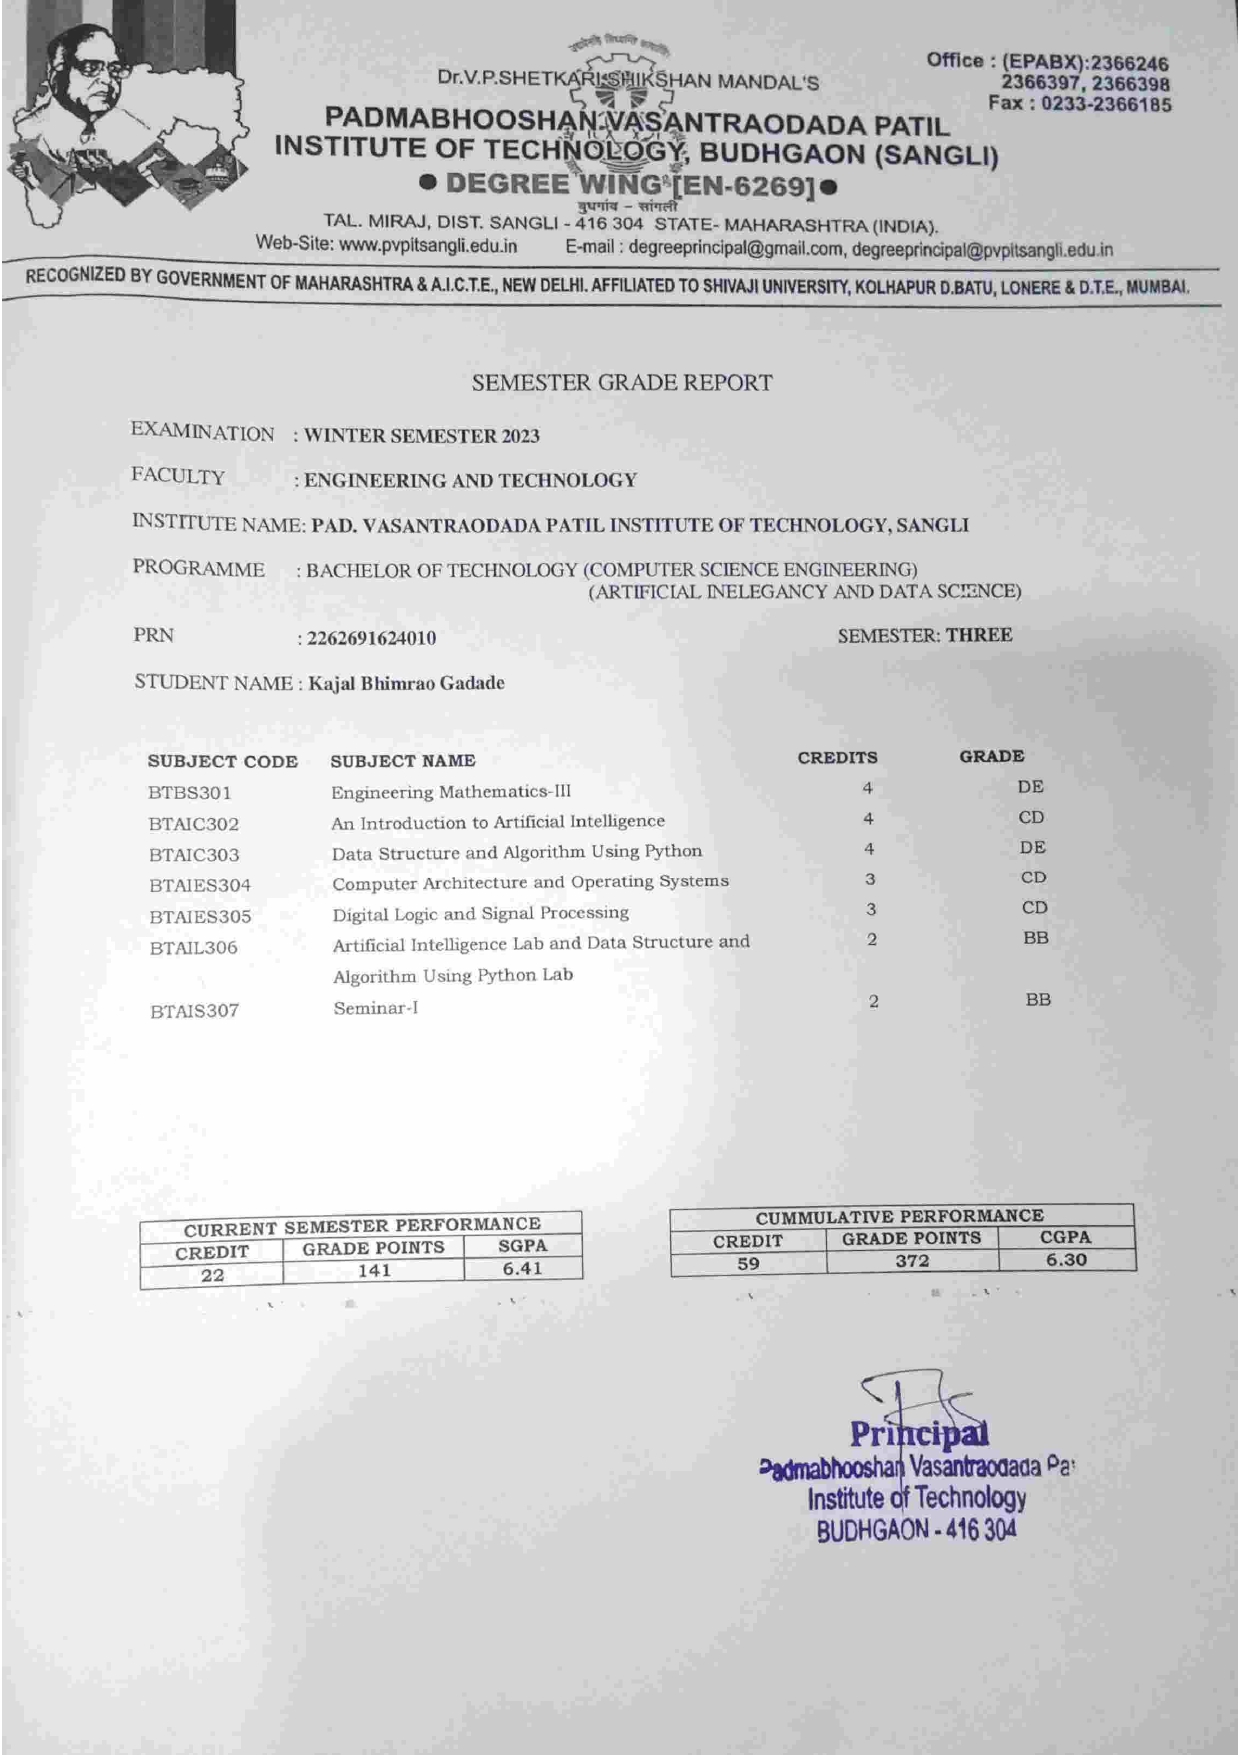 Dr.V.P.SHETKARI SHIKSHAN MANDAL'S
Office : (EPABX):2366246
2366397, 2366398
Fax : 0233-2366185
PADMABHOOSHAN VASANTRAODADA PATIL
INSTITUTE OF TECHNOLOGY, BUDHGAON (SANGLI)
● DEGREE WING [EN-6269]●
बुधगांव – सांगली
TAL. MIRAJ, DIST. SANGLI - 416 304 STATE- MAHARASHTRA (INDIA).
Web-Site: www.pvpitsangli.edu.in E-mail : degreeprincipal@gmail.com, degreeprincipal@pvpitsangli.edu.in
RECOGNIZED BY GOVERNMENT OF MAHARASHTRA & A.I.C.T.E., NEW DELHI. AFFILIATED TO SHIVAJI UNIVERSITY, KOLHAPUR D.BATU, LONERE & D.T.E., MUMBAI.
SEMESTER GRADE REPORT
EXAMINATION : WINTER SEMESTER 2023
FACULTY : ENGINEERING AND TECHNOLOGY
INSTITUTE NAME: PAD. VASANTRAODADA PATIL INSTITUTE OF TECHNOLOGY, SANGLI
PROGRAMME : BACHELOR OF TECHNOLOGY (COMPUTER SCIENCE ENGINEERING)
(ARTIFICIAL INELEGANCY AND DATA SCIENCE)
PRN : 2262691624010 SEMESTER: THREE
STUDENT NAME : Kajal Bhimrao Gadade
SUBJECT CODE SUBJECT NAME CREDITS GRADE
BTBS301 Engineering Mathematics-III 4 DE
BTAIC302 An Introduction to Artificial Intelligence 4 CD
BTAIC303 Data Structure and Algorithm Using Python 4 DE
BTAIES304 Computer Architecture and Operating Systems 3 CD
BTAIES305 Digital Logic and Signal Processing 3 CD
BTAIL306 Artificial Intelligence Lab and Data Structure and 2 BB
Algorithm Using Python Lab
BTAIS307 Seminar-I 2 BB
CURRENT SEMESTER PERFORMANCE
CREDIT GRADE POINTS SGPA
22 141 6.41
CUMMULATIVE PERFORMANCE
CREDIT GRADE POINTS CGPA
59 372 6.30
Principal
Padmabhooshan Vasantraodada Pa
Institute of Technology
BUDHGAON - 416 304